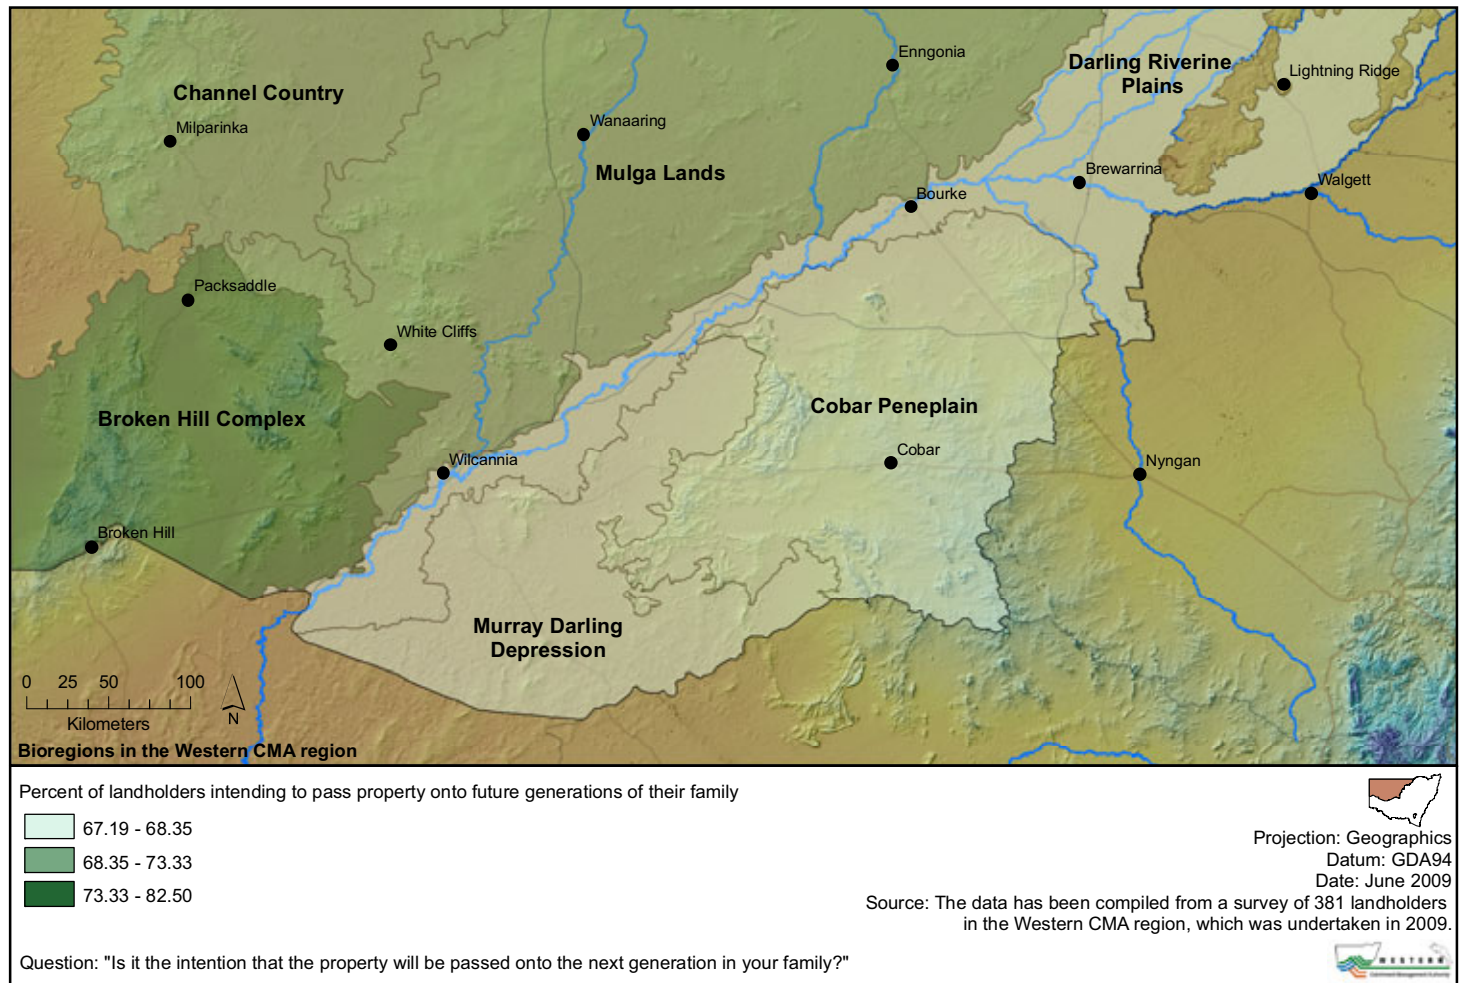 Enngonia
Darling Riverine
Plains
Lightning Ridge
Channel Country
Milparinka
Wanaaring
Mulga Lands
Brewarrina
Walgett
Bourke
Packsaddle
White Cliffs
Broken Hill Complex
Cobar Peneplain
Cobar
Wilcannia
Nyngan
Broken Hill
Murray Darling
Depression
0 25 50 100
Kilometers
N
Bioregions in the Western CMA region
Percent of landholders intending to pass property onto future generations of their family
67.19 - 68.35
68.35 - 73.33
73.33 - 82.50
Projection: Geographics
Datum: GDA94
Date: June 2009
Source: The data has been compiled from a survey of 381 landholders
in the Western CMA region, which was undertaken in 2009.
Question: "Is it the intention that the property will be passed onto the next generation in your family?"
WESTERN